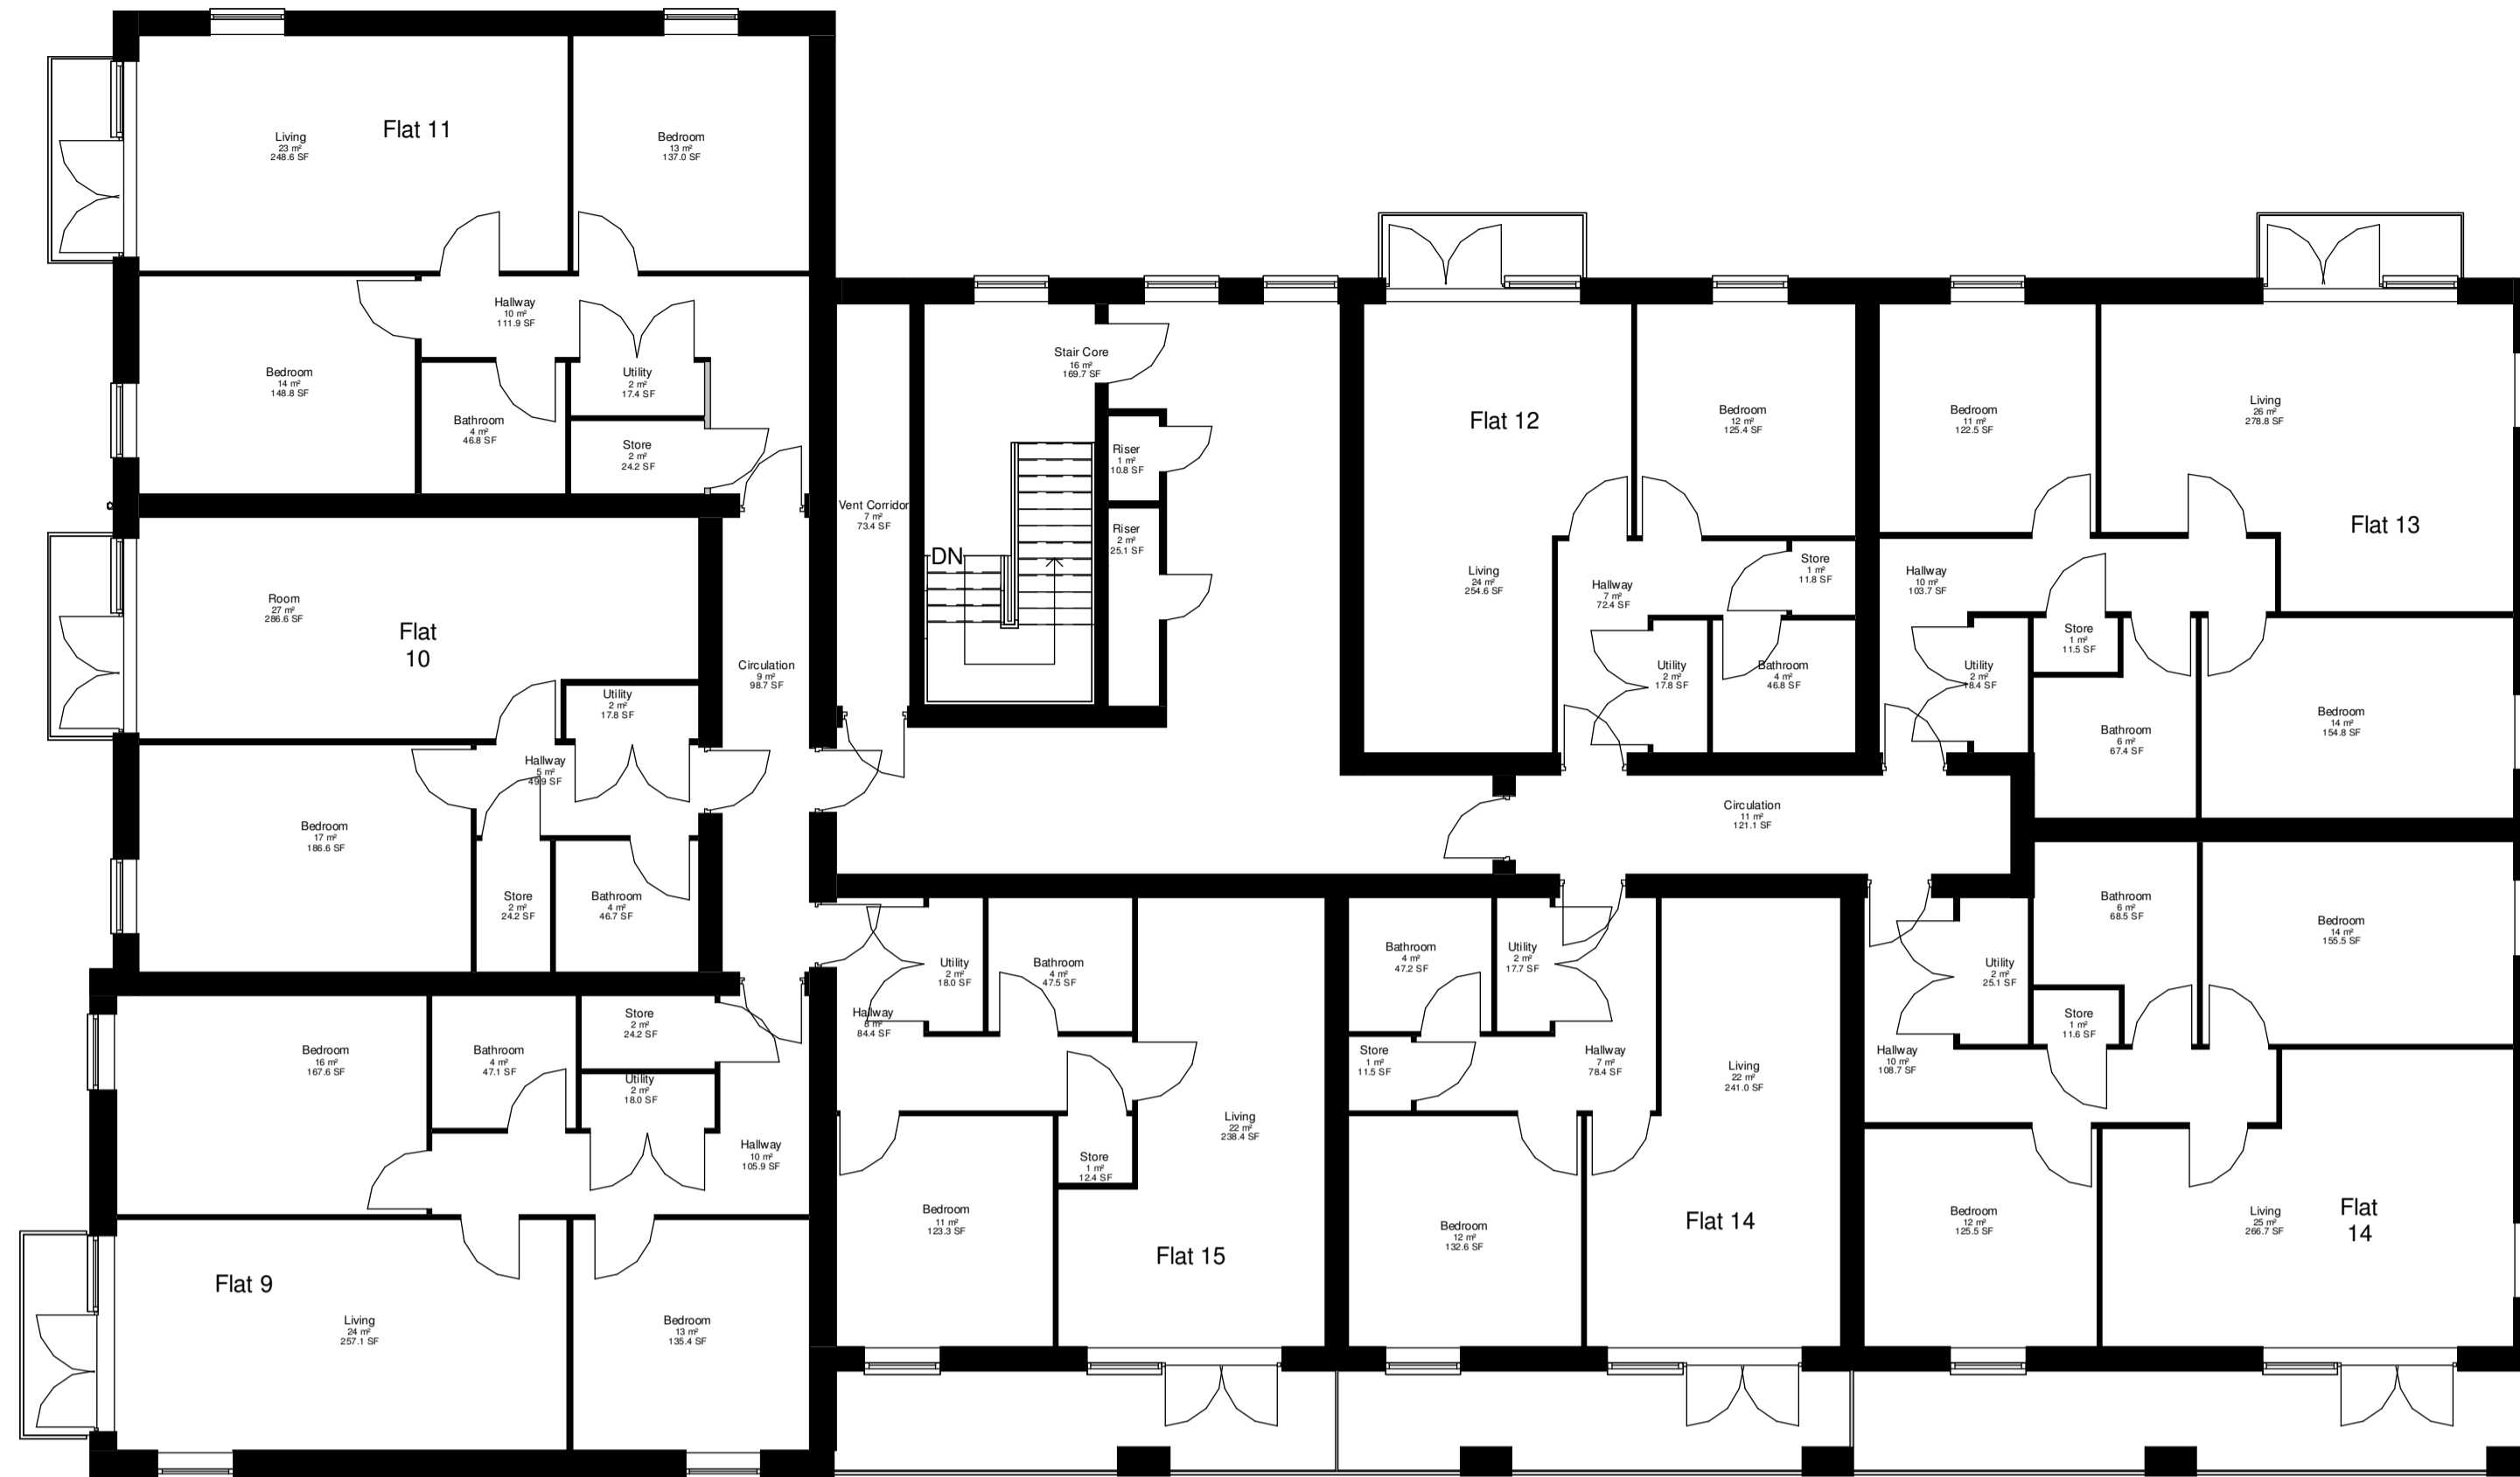 Flat 11
Living
23 m²
248.6 SF
Bedroom
13 m²
137.0 SF
Hallway
10 m²
111.9 SF
Bedroom
14 m²
148.8 SF
Bathroom
4 m²
46.8 SF
Utility
2 m²
17.4 SF
Store
2 m²
24.2 SF
Room
27 m²
286.6 SF
Flat
10
Utility
2 m²
17.8 SF
Hallway
5 m²
49.9 SF
Bedroom
17 m²
186.6 SF
Store
2 m²
24.2 SF
Bathroom
4 m²
46.7 SF
Circulation
9 m²
98.7 SF
Bedroom
16 m²
167.6 SF
Bathroom
4 m²
47.1 SF
Store
2 m²
24.2 SF
Utility
2 m²
18.0 SF
Hallway
10 m²
105.9 SF
Flat 9
Living
24 m²
257.1 SF
Bedroom
13 m²
135.4 SF
Vent Corridor
7 m²
73.4 SF
Stair Core
16 m²
169.7 SF
DN
Riser
1 m²
10.8 SF
Riser
2 m²
25.1 SF
Flat 12
Living
24 m²
254.6 SF
Bedroom
12 m²
125.4 SF
Hallway
7 m²
72.4 SF
Store
1 m²
11.8 SF
Utility
2 m²
17.8 SF
Bathroom
4 m²
46.8 SF
Bedroom
11 m²
122.5 SF
Living
26 m²
278.8 SF
Flat 13
Hallway
10 m²
103.7 SF
Store
1 m²
11.5 SF
Utility
2 m²
8.4 SF
Bathroom
6 m²
67.4 SF
Bedroom
14 m²
154.8 SF
Circulation
11 m²
121.1 SF
Utility
2 m²
18.0 SF
Bathroom
4 m²
47.5 SF
Hallway
8 m²
84.4 SF
Living
22 m²
238.4 SF
Store
1 m²
12.4 SF
Bedroom
11 m²
123.3 SF
Flat 15
Bathroom
4 m²
47.2 SF
Utility
2 m²
17.7 SF
Store
1 m²
11.5 SF
Hallway
7 m²
78.4 SF
Living
22 m²
241.0 SF
Bedroom
12 m²
132.6 SF
Flat 14
Bathroom
6 m²
68.5 SF
Bedroom
14 m²
155.5 SF
Utility
2 m²
25.1 SF
Store
1 m²
11.6 SF
Hallway
10 m²
108.7 SF
Bedroom
12 m²
125.5 SF
Living
25 m²
266.7 SF
Flat
14